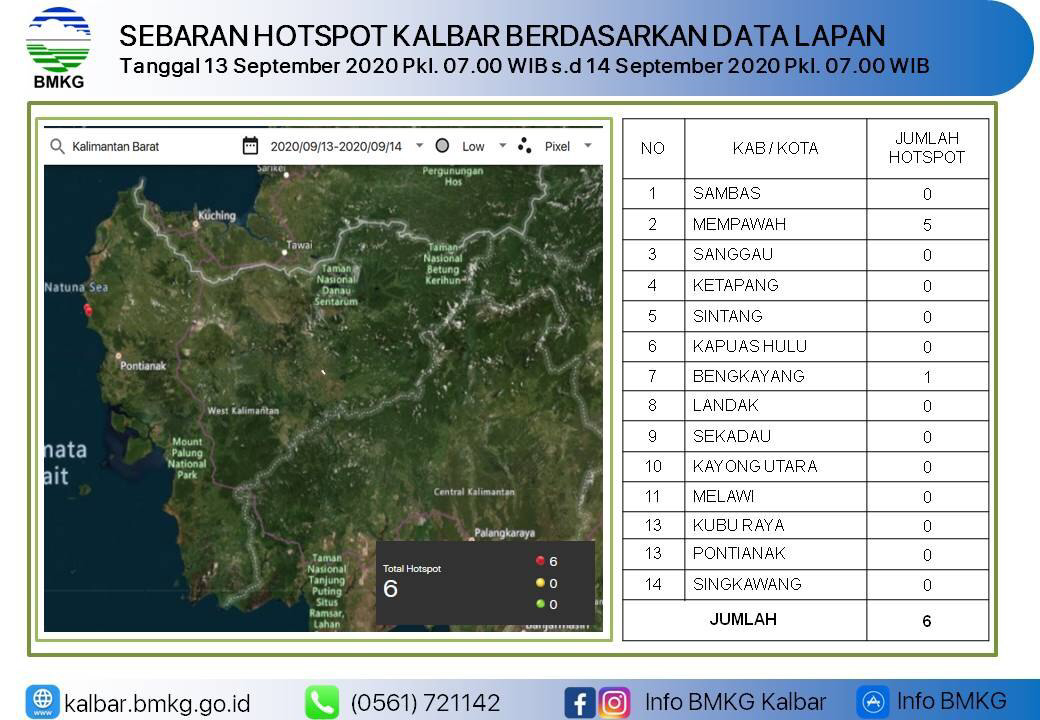 SEBARAN HOTSPOT KALBAR BERDASARKAN DATA LAPAN
Tanggal 13 September 2020 Pkl. 07.00 WIB s.d 14 September 2020 Pkl. 07.00 WIB
BMKG
Kalimantan Barat 2020/09/13-2020/09/14 Low Pixel
Sarikei
Pergunungan
Hos
Kuching
Tawai
Taman
Nasional
Betung -
Kerihun-
Taman
Nasional
Danau
Sentarum
Natuna Sea
Pontianak
West Kalimantan
Mount
Palung
National
Park
mata
ait
Central Kalimantan
Palangkaraya
Taman
Nasional
Tanjung
Puting
Situs
Ramsar,
Lahan
Banjarmasin
Total Hotspot
6
6
0
0
NO KAB / KOTA JUMLAH HOTSPOT
1 SAMBAS 0
2 MEMPAWAH 5
3 SANGGAU 0
4 KETAPANG 0
5 SINTANG 0
6 KAPUAS HULU 0
7 BENGKAYANG 1
8 LANDAK 0
9 SEKADAU 0
10 KAYONG UTARA 0
11 MELAWI 0
13 KUBU RAYA 0
13 PONTIANAK 0
14 SINGKAWANG 0
JUMLAH 6
kalbar.bmkg.go.id (0561) 721142 Info BMKG Kalbar Info BMKG